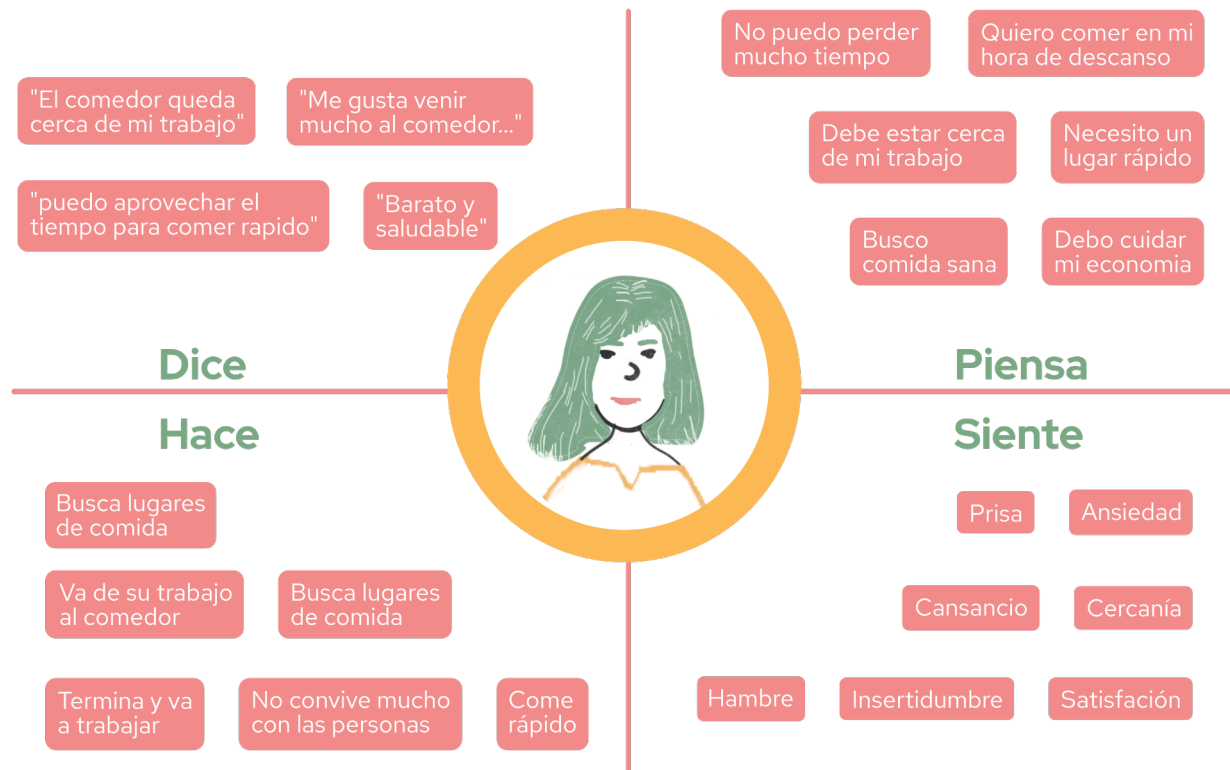 "El comedor queda
cerca de mi trabajo"
"Me gusta venir
mucho al comedor..."
"puedo aprovechar el
tiempo para comer rapido"
"Barato y
saludable"
Dice
No puedo perder
mucho tiempo
Quiero comer en mi
hora de descanso
Debe estar cerca
de mi trabajo
Necesito un
lugar rápido
Busco
comida sana
Debo cuidar
mi economia
Piensa
Hace
Busca lugares
de comida
Va de su trabajo
al comedor
Busca lugares
de comida
Termina y va
a trabajar
No convive mucho
con las personas
Come
rápido
Siente
Prisa
Ansiedad
Cansancio
Cercanía
Hambre
Insertidumbre
Satisfacción